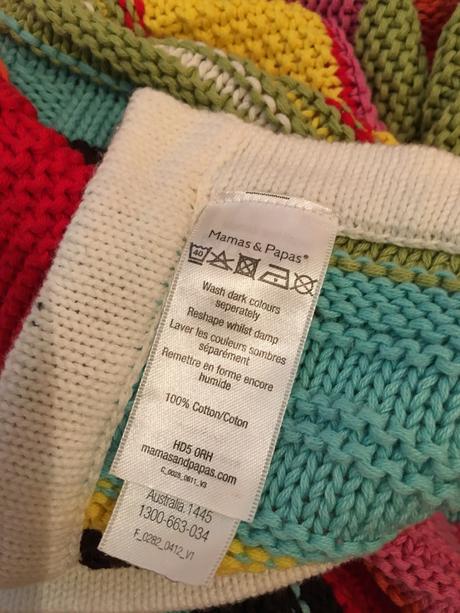 Mamas & Papas®
40
Wash dark colours
seperately
Reshape whilst damp
Laver les couleurs sombres
séparément
Remettre en forme encore
humide
100% Cotton/Coton
HD5 0RH
mamasandpapas.com
C_0028_0611_V3
Australia. 1445
1300-663-034
F_0282_0412_V1